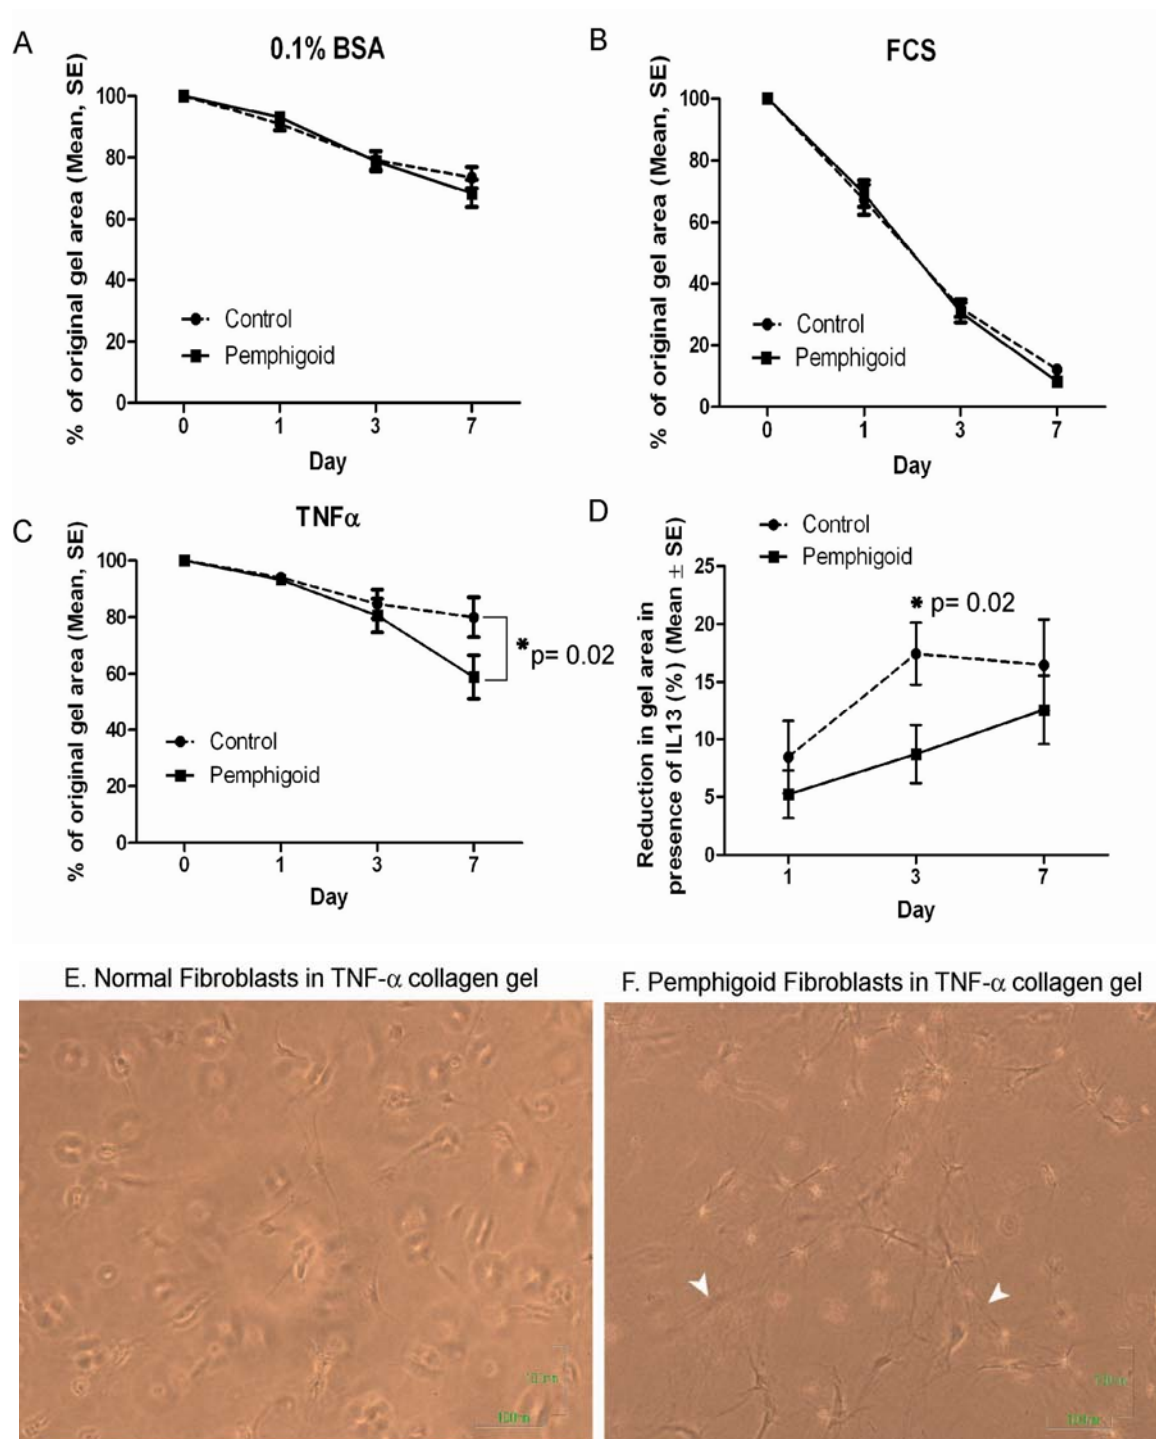 A
0.1% BSA
% of original gel area (Mean, SE)
100
80
60
40
20
0
Control
Pemphigoid
0 1 3 7
Day
B
FCS
% of original gel area (Mean, SE)
100
80
60
40
20
0
Control
Pemphigoid
0 1 3 7
Day
C
TNFα
% of original gel area (Mean, SE)
100
80
60
40
20
0
* p= 0.02
Control
Pemphigoid
0 1 3 7
Day
D
Control
Pemphigoid
Reduction in gel area in
presence of IL13 (%) (Mean ± SE)
25
20
15
10
5
0
* p= 0.02
1 3 7
Day
E. Normal Fibroblasts in TNF-α collagen gel
F. Pemphigoid Fibroblasts in TNF-α collagen gel